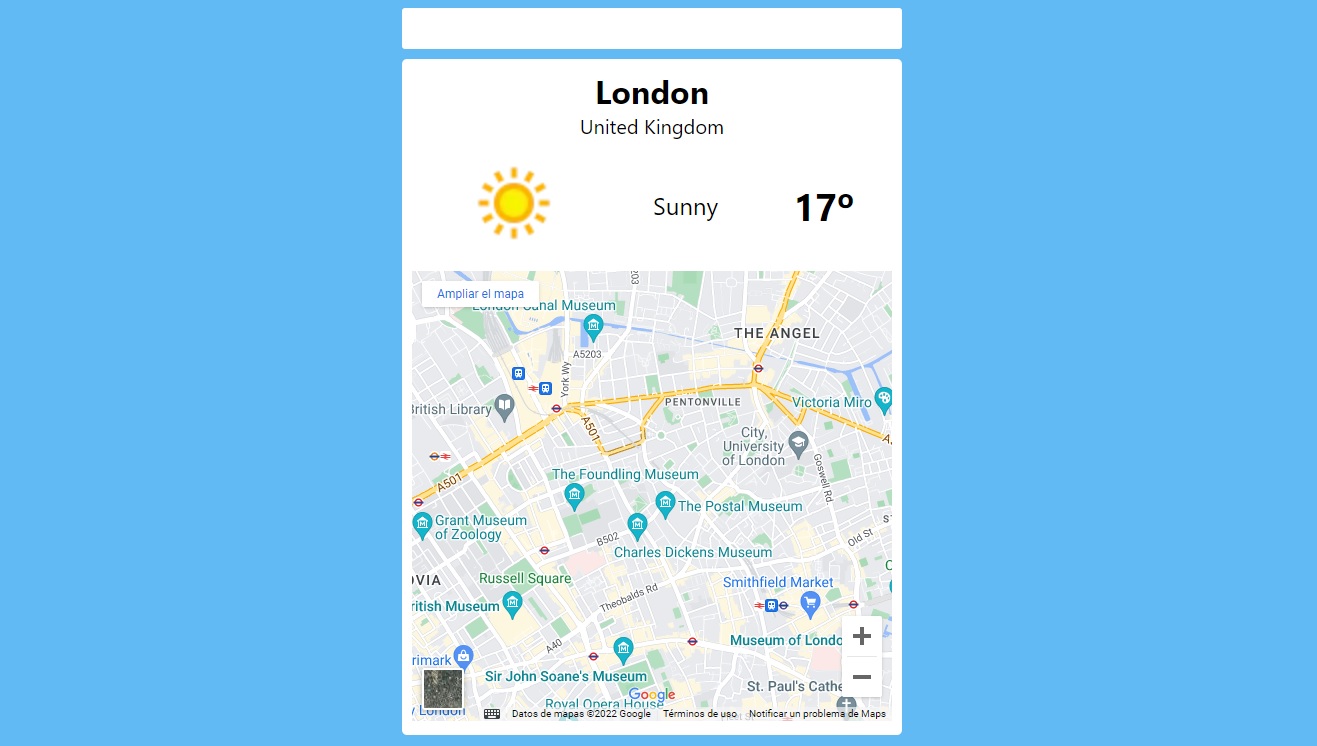 London
United Kingdom
Sunny
17º
Ampliar el mapa
London Canal Museum
THE ANGEL
A5203
York Wy
PENTONVILLE
Victoria Miro
British Library
A501
City,
University
of London
Goswell Rd.
A501
The Foundling Museum
The Postal Museum
Grant Museum
of Zoology
B502
Old St
Charles Dickens Museum
OVIA
Russell Square
Smithfield Market
Theobalds Rd
ritish Museum
A40
Museum of Londo
rimark
Sir John Soane's Museum
St. Paul's Cathe
Google
Royal Opera House
London
Datos de mapas ©2022 Google
Términos de uso
Notificar un problema de Maps